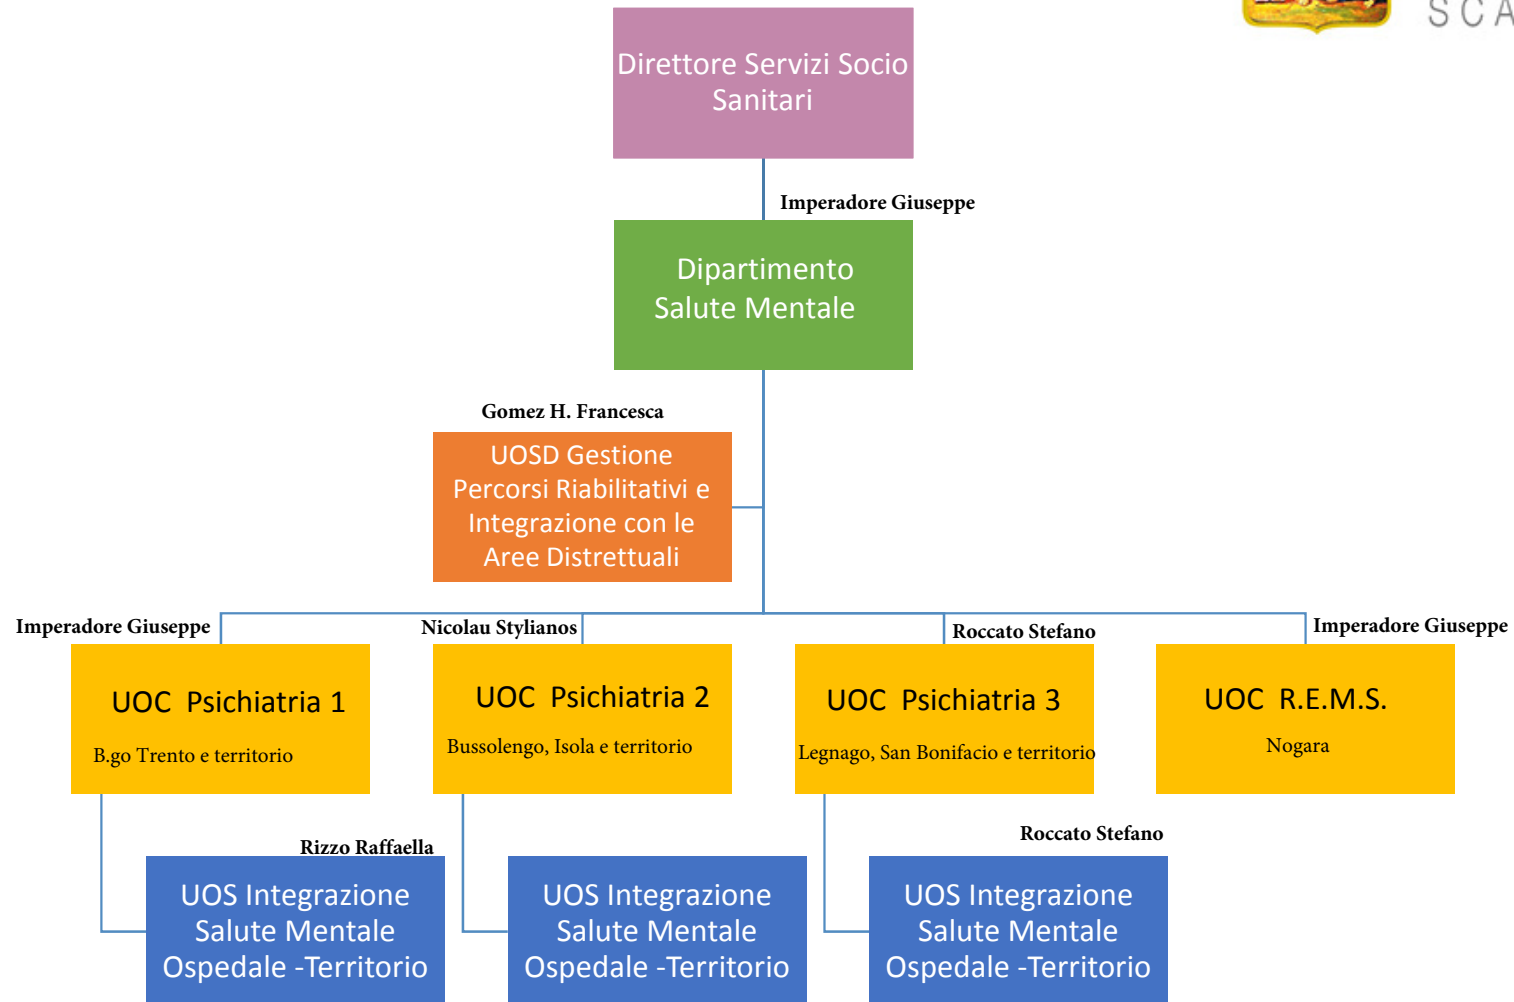 SCA
Direttore Servizi Socio
Sanitari
Imperadore Giuseppe
Dipartimento
Salute Mentale
Gomez H. Francesca
UOSD Gestione
Percorsi Riabilitativi e
Integrazione con le
Aree Distrettuali
Imperadore Giuseppe
Nicolau Stylianos
Roccato Stefano
Imperadore Giuseppe
UOC Psichiatria 1
B.go Trento e territorio
UOC Psichiatria 2
Bussolengo, Isola e territorio
UOC Psichiatria 3
Legnago, San Bonifacio e territorio
UOC R.E.M.S.
Nogara
Rizzo Raffaella
UOS Integrazione
Salute Mentale
Ospedale -Territorio
UOS Integrazione
Salute Mentale
Ospedale -Territorio
Roccato Stefano
UOS Integrazione
Salute Mentale
Ospedale -Territorio